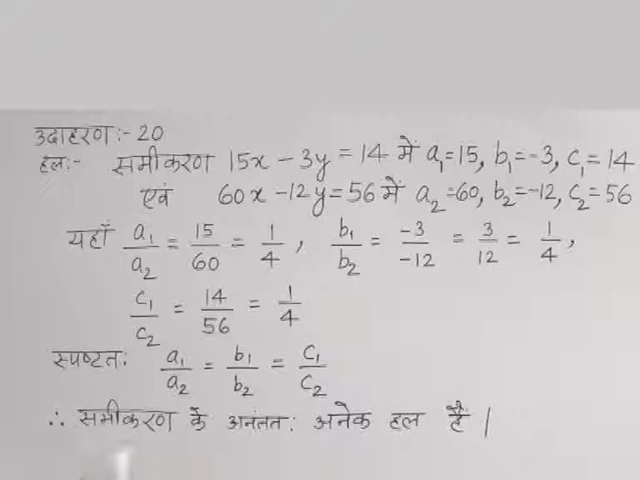 उदाहरण:- 20
हल:- समीकरण 15x - 3y = 14 में a₁=15, b₁=-3, c₁=14
एवं 60x - 12y = 56 में a₂=60, b₂=-12, c₂=56
यहाँ a₁/a₂ = 15/60 = 1/4 , b₁/b₂ = -3/-12 = 3/12 = 1/4 ,
c₁/c₂ = 14/56 = 1/4
स्पष्टत: a₁/a₂ = b₁/b₂ = c₁/c₂
∴ समीकरण के अनंतत: अनेक हल हैं |